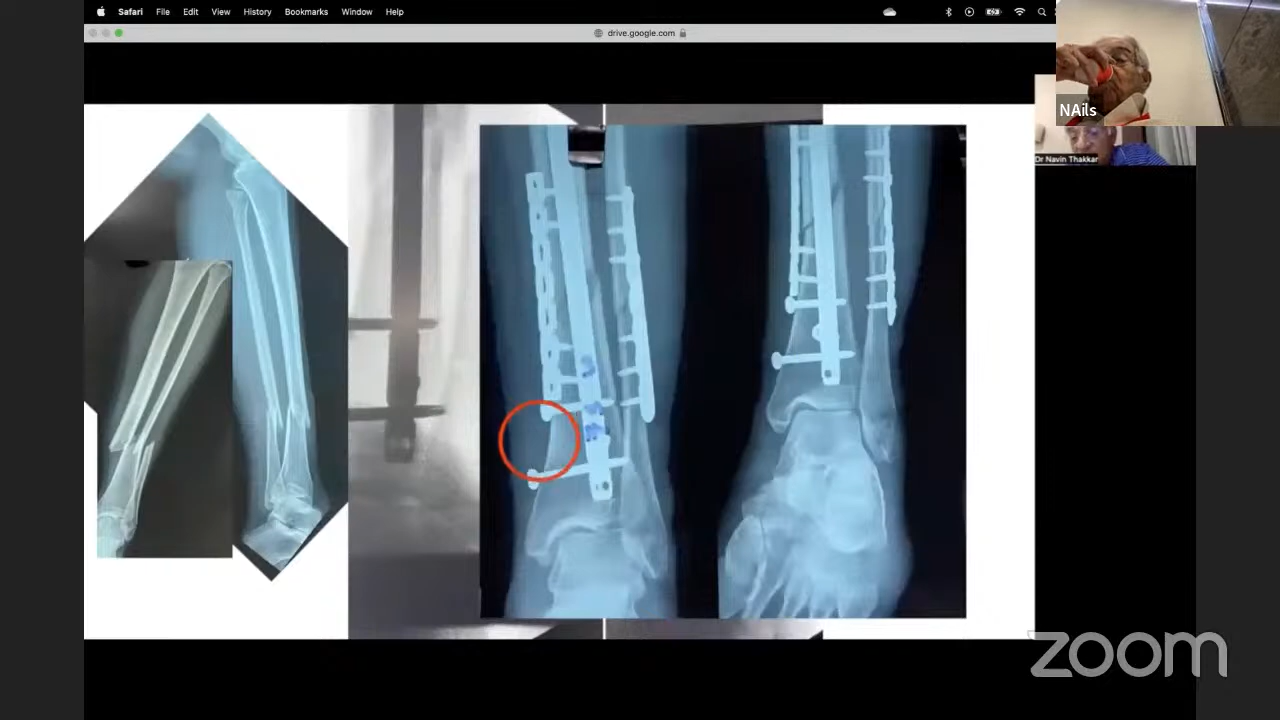 Safari File Edit View History Bookmarks Window Help
drive.google.com
NAils
Dr Navin Thakkar
zoom